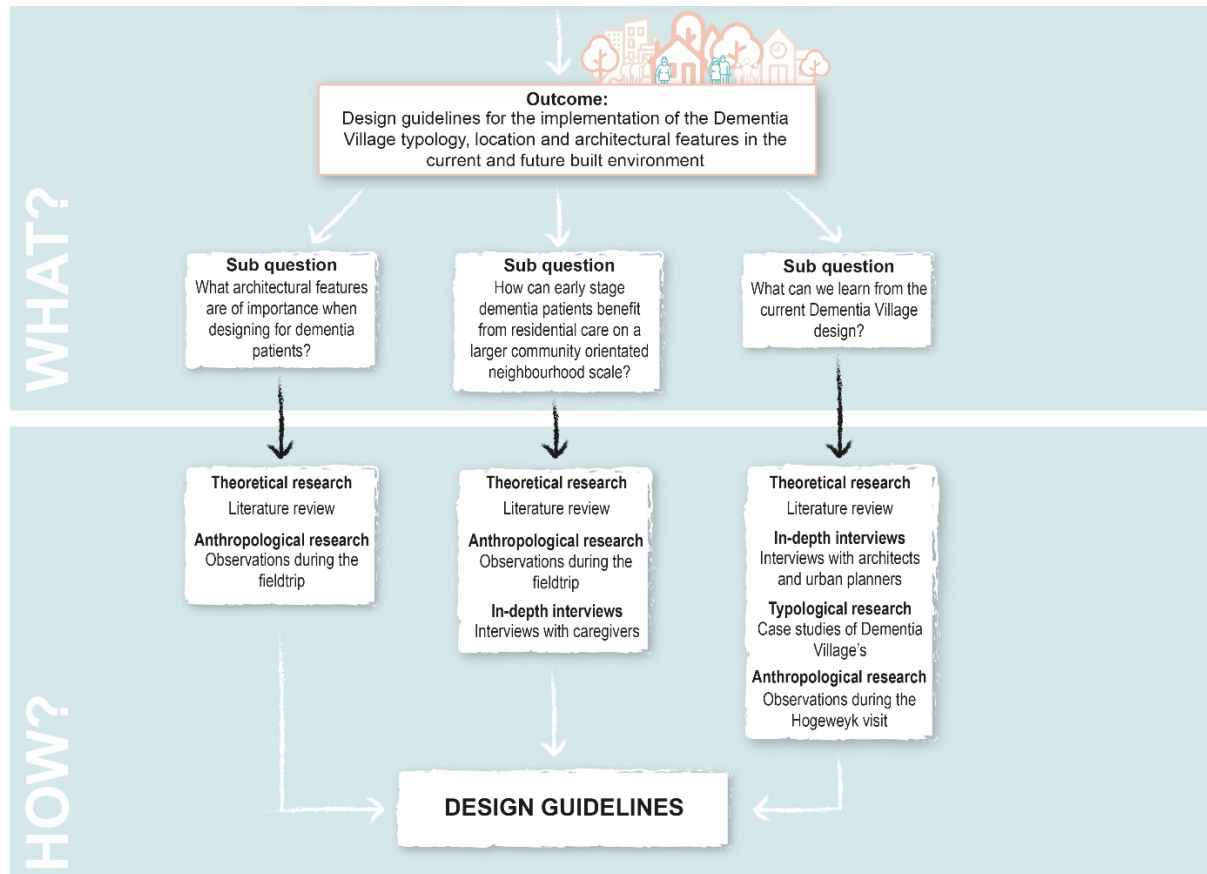 WHAT?
Outcome:
Design guidelines for the implementation of the Dementia
Village typology, location and architectural features in the
current and future built environment
Sub question
What architectural features
are of importance when
designing for dementia
patients?
Sub question
How can early stage
dementia patients benefit
from residential care on a
larger community orientated
neighbourhood scale?
Sub question
What can we learn from the
current Dementia Village
design?
HOW?
Theoretical research
Literature review
Anthropological research
Observations during the
fieldtrip
Theoretical research
Literature review
Anthropological research
Observations during the
fieldtrip
In-depth interviews
Interviews with caregivers
Theoretical research
Literature review
In-depth interviews
Interviews with architects
and urban planners
Typological research
Case studies of Dementia
Village’s
Anthropological research
Observations during the
Hogeweyk visit
DESIGN GUIDELINES